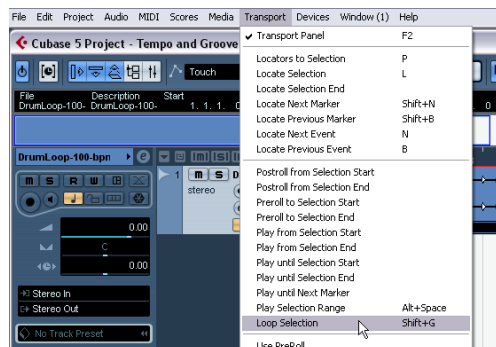 File Edit Project Audio MIDI Scores Media Transport Devices Window (1) Help
Cubase 5 Project - Tempo and Groove
Touch
File Description Start
DrumLoop-100- DrumLoop-100- 1. 1. 1. 0
DrumLoop-100-bpn
M S R W
0.00
C
0.00
Stereo In
Stereo Out
No Track Preset
1 M S D
stereo
Transport Panel F2
Locators to Selection P
Locate Selection L
Locate Selection End
Locate Next Marker Shift+N
Locate Previous Marker Shift+B
Locate Next Event N
Locate Previous Event B
Postroll from Selection Start
Postroll from Selection End
Preroll to Selection Start
Preroll to Selection End
Play from Selection Start
Play from Selection End
Play until Selection Start
Play until Selection End
Play until Next Marker
Play Selection Range Alt+Space
Loop Selection Shift+G
Use PreRoll